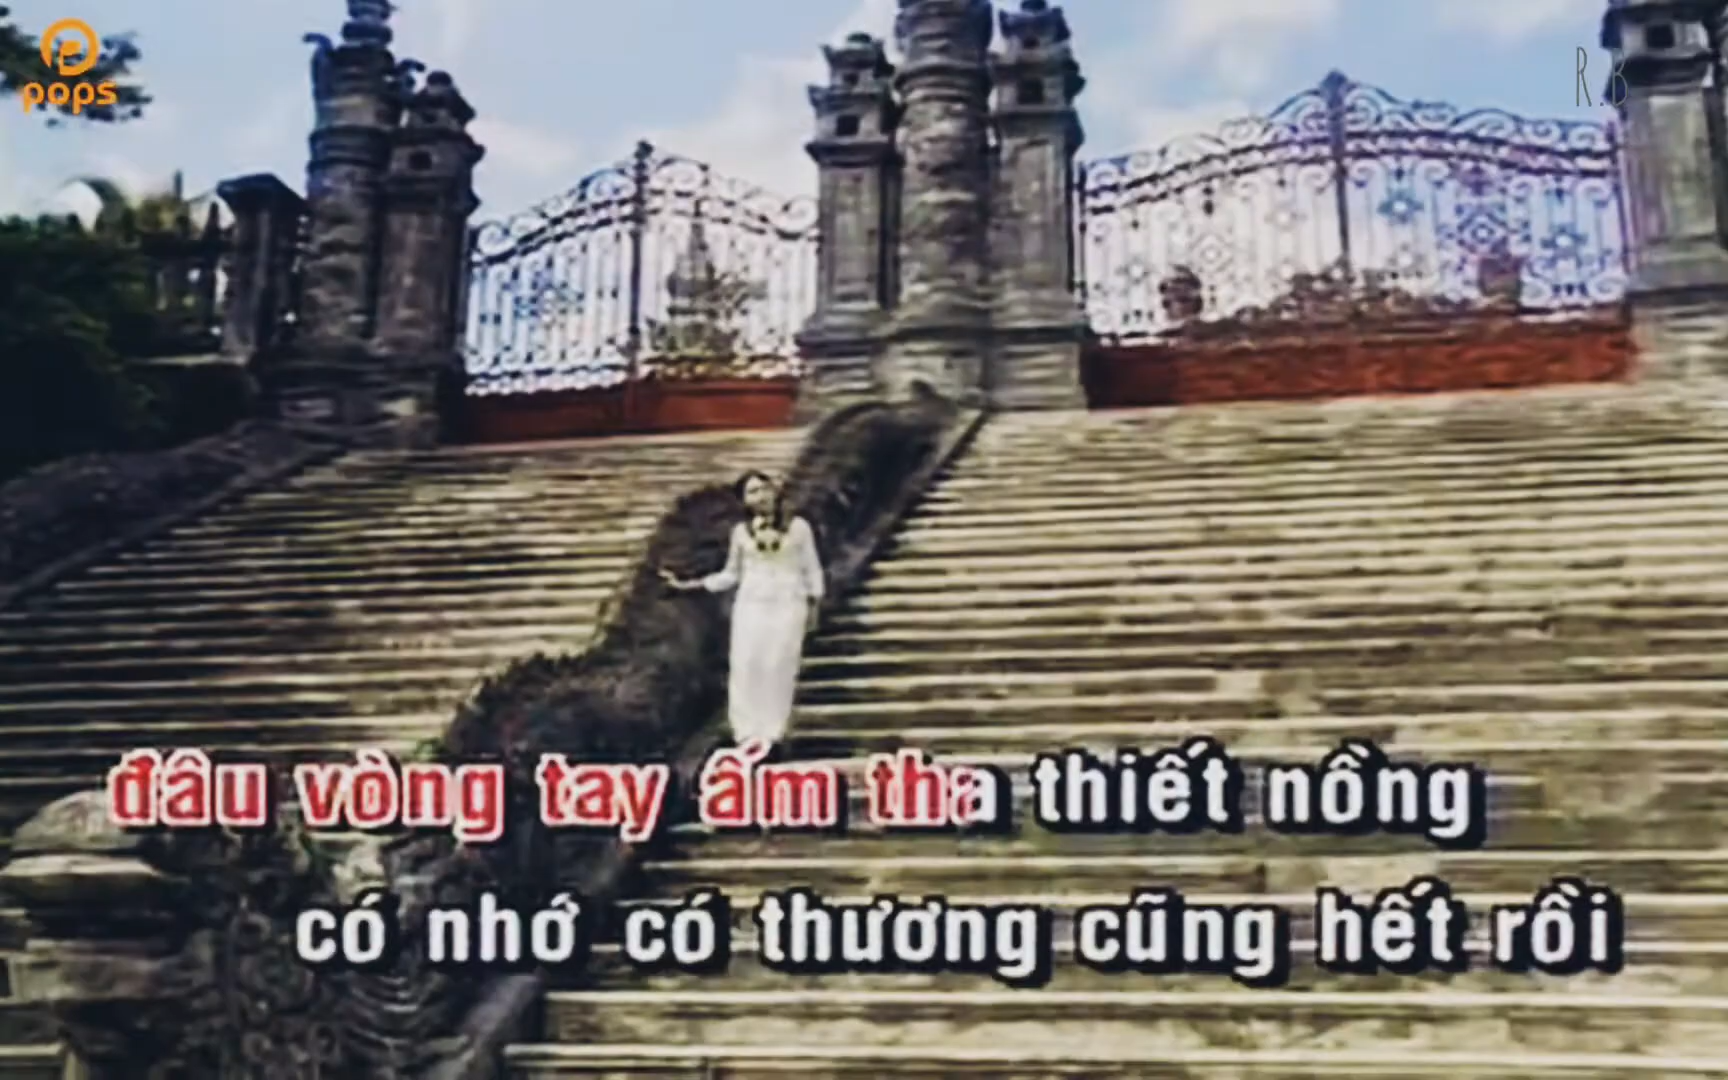 pops
R.B
đâu vòng tay ấm tha thiết nồng
có nhớ có thương cũng hết rồi